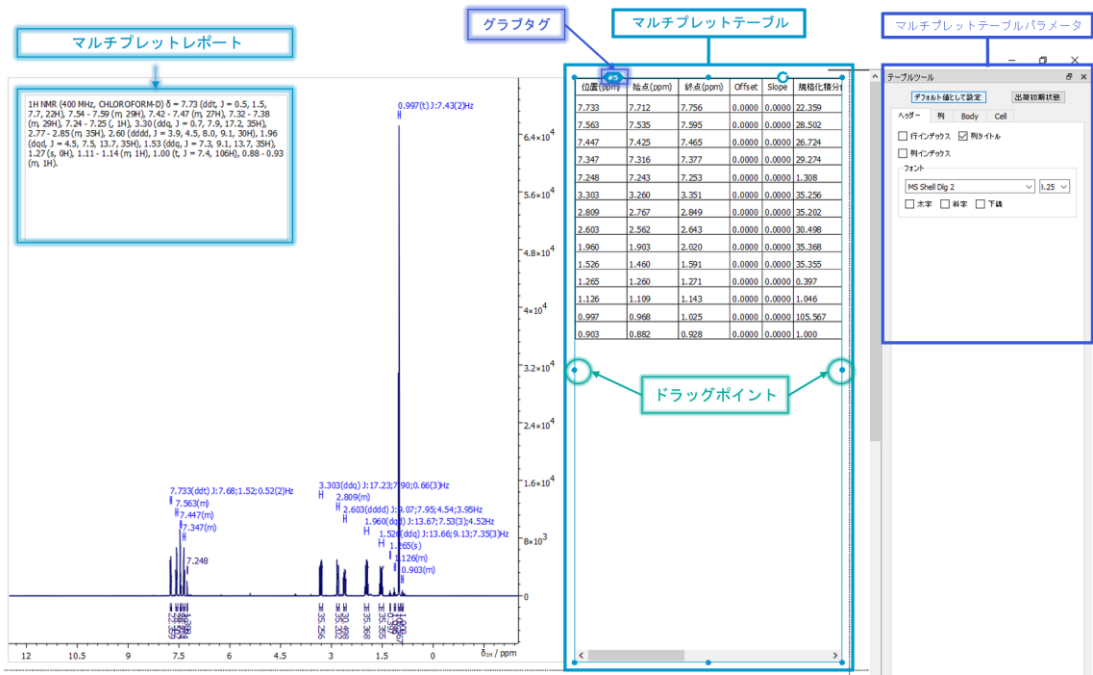 グラブタグ
マルチプレットテーブル
マルチプレットテーブルパラメータ
マルチプレットレポート
1H NMR (400 MHz, CHLOROFORM-D) δ = 7.73 (ddt, J = 0.5, 1.5,
7.7, 22H), 7.54 - 7.59 (m, 29H), 7.42 - 7.47 (m, 27H), 7.32 - 7.38
(m, 29H), 7.24 - 7.25 (, 1H), 3.30 (ddq, J = 0.7, 7.9, 17.2, 35H),
2.77 - 2.85 (m, 35H), 2.60 (dddd, J = 3.9, 4.5, 8.0, 9.1, 30H), 1.96
(dqd, J = 4.5, 7.5, 13.7, 35H), 1.53 (ddq, J = 7.3, 9.1, 13.7, 35H),
1.27 (s, 0H), 1.11 - 1.14 (m, 1H), 1.00 (t, J = 7.4, 106H), 0.88 - 0.93
(m, 1H).
0.997(t)J:7.43(2)Hz
6.4×10⁴
5.6×10⁴
4.8×10⁴
4×10⁴
3.2×10⁴
2.4×10⁴
1.6×10⁴
8×10³
0
7.733(ddt)J:7.68;1.52;0.52(2)Hz
7.563(m)
7.447(m)
7.347(m)
7.248
3.303(ddq)J:17.23;7.90;0.66(3)Hz
2.809(m)
2.603(dddd)J:9.07;7.95;4.54;3.95Hz
1.960(dqd)J:13.67;7.53(3);4.52Hz
1.526(ddq)J:13.66;9.13;7.35(3)Hz
1.265(s)
1.126(m)
0.903(m)
22.359
35.256
35.202
30.498
35.368
35.355
0.397
12 10.5 9 7.5 6 4.5 3 1.5 0 δ1H / ppm
#5
位置(ppm) 始点(ppm) 終点(ppm) Offset Slope 規格化積分
7.733 7.712 7.756 0.0000 0.0000 22.359
7.563 7.535 7.595 0.0000 0.0000 28.502
7.447 7.425 7.465 0.0000 0.0000 26.724
7.347 7.316 7.377 0.0000 0.0000 29.274
7.248 7.243 7.253 0.0000 0.0000 1.308
3.303 3.260 3.351 0.0000 0.0000 35.256
2.809 2.767 2.849 0.0000 0.0000 35.202
2.603 2.562 2.643 0.0000 0.0000 30.498
1.960 1.903 2.020 0.0000 0.0000 35.368
1.526 1.460 1.591 0.0000 0.0000 35.355
1.265 1.260 1.271 0.0000 0.0000 0.397
1.126 1.109 1.143 0.0000 0.0000 1.046
0.997 0.968 1.025 0.0000 0.0000 105.567
0.903 0.882 0.928 0.0000 0.0000 1.000
ドラッグポイント
テーブルツール
デフォルト値として設定 出荷初期状態
ヘッダー 列 Body Cell
行インデックス 列タイトル
列インデックス
フォント
MS Shell Dlg 2
太字 斜字 下線